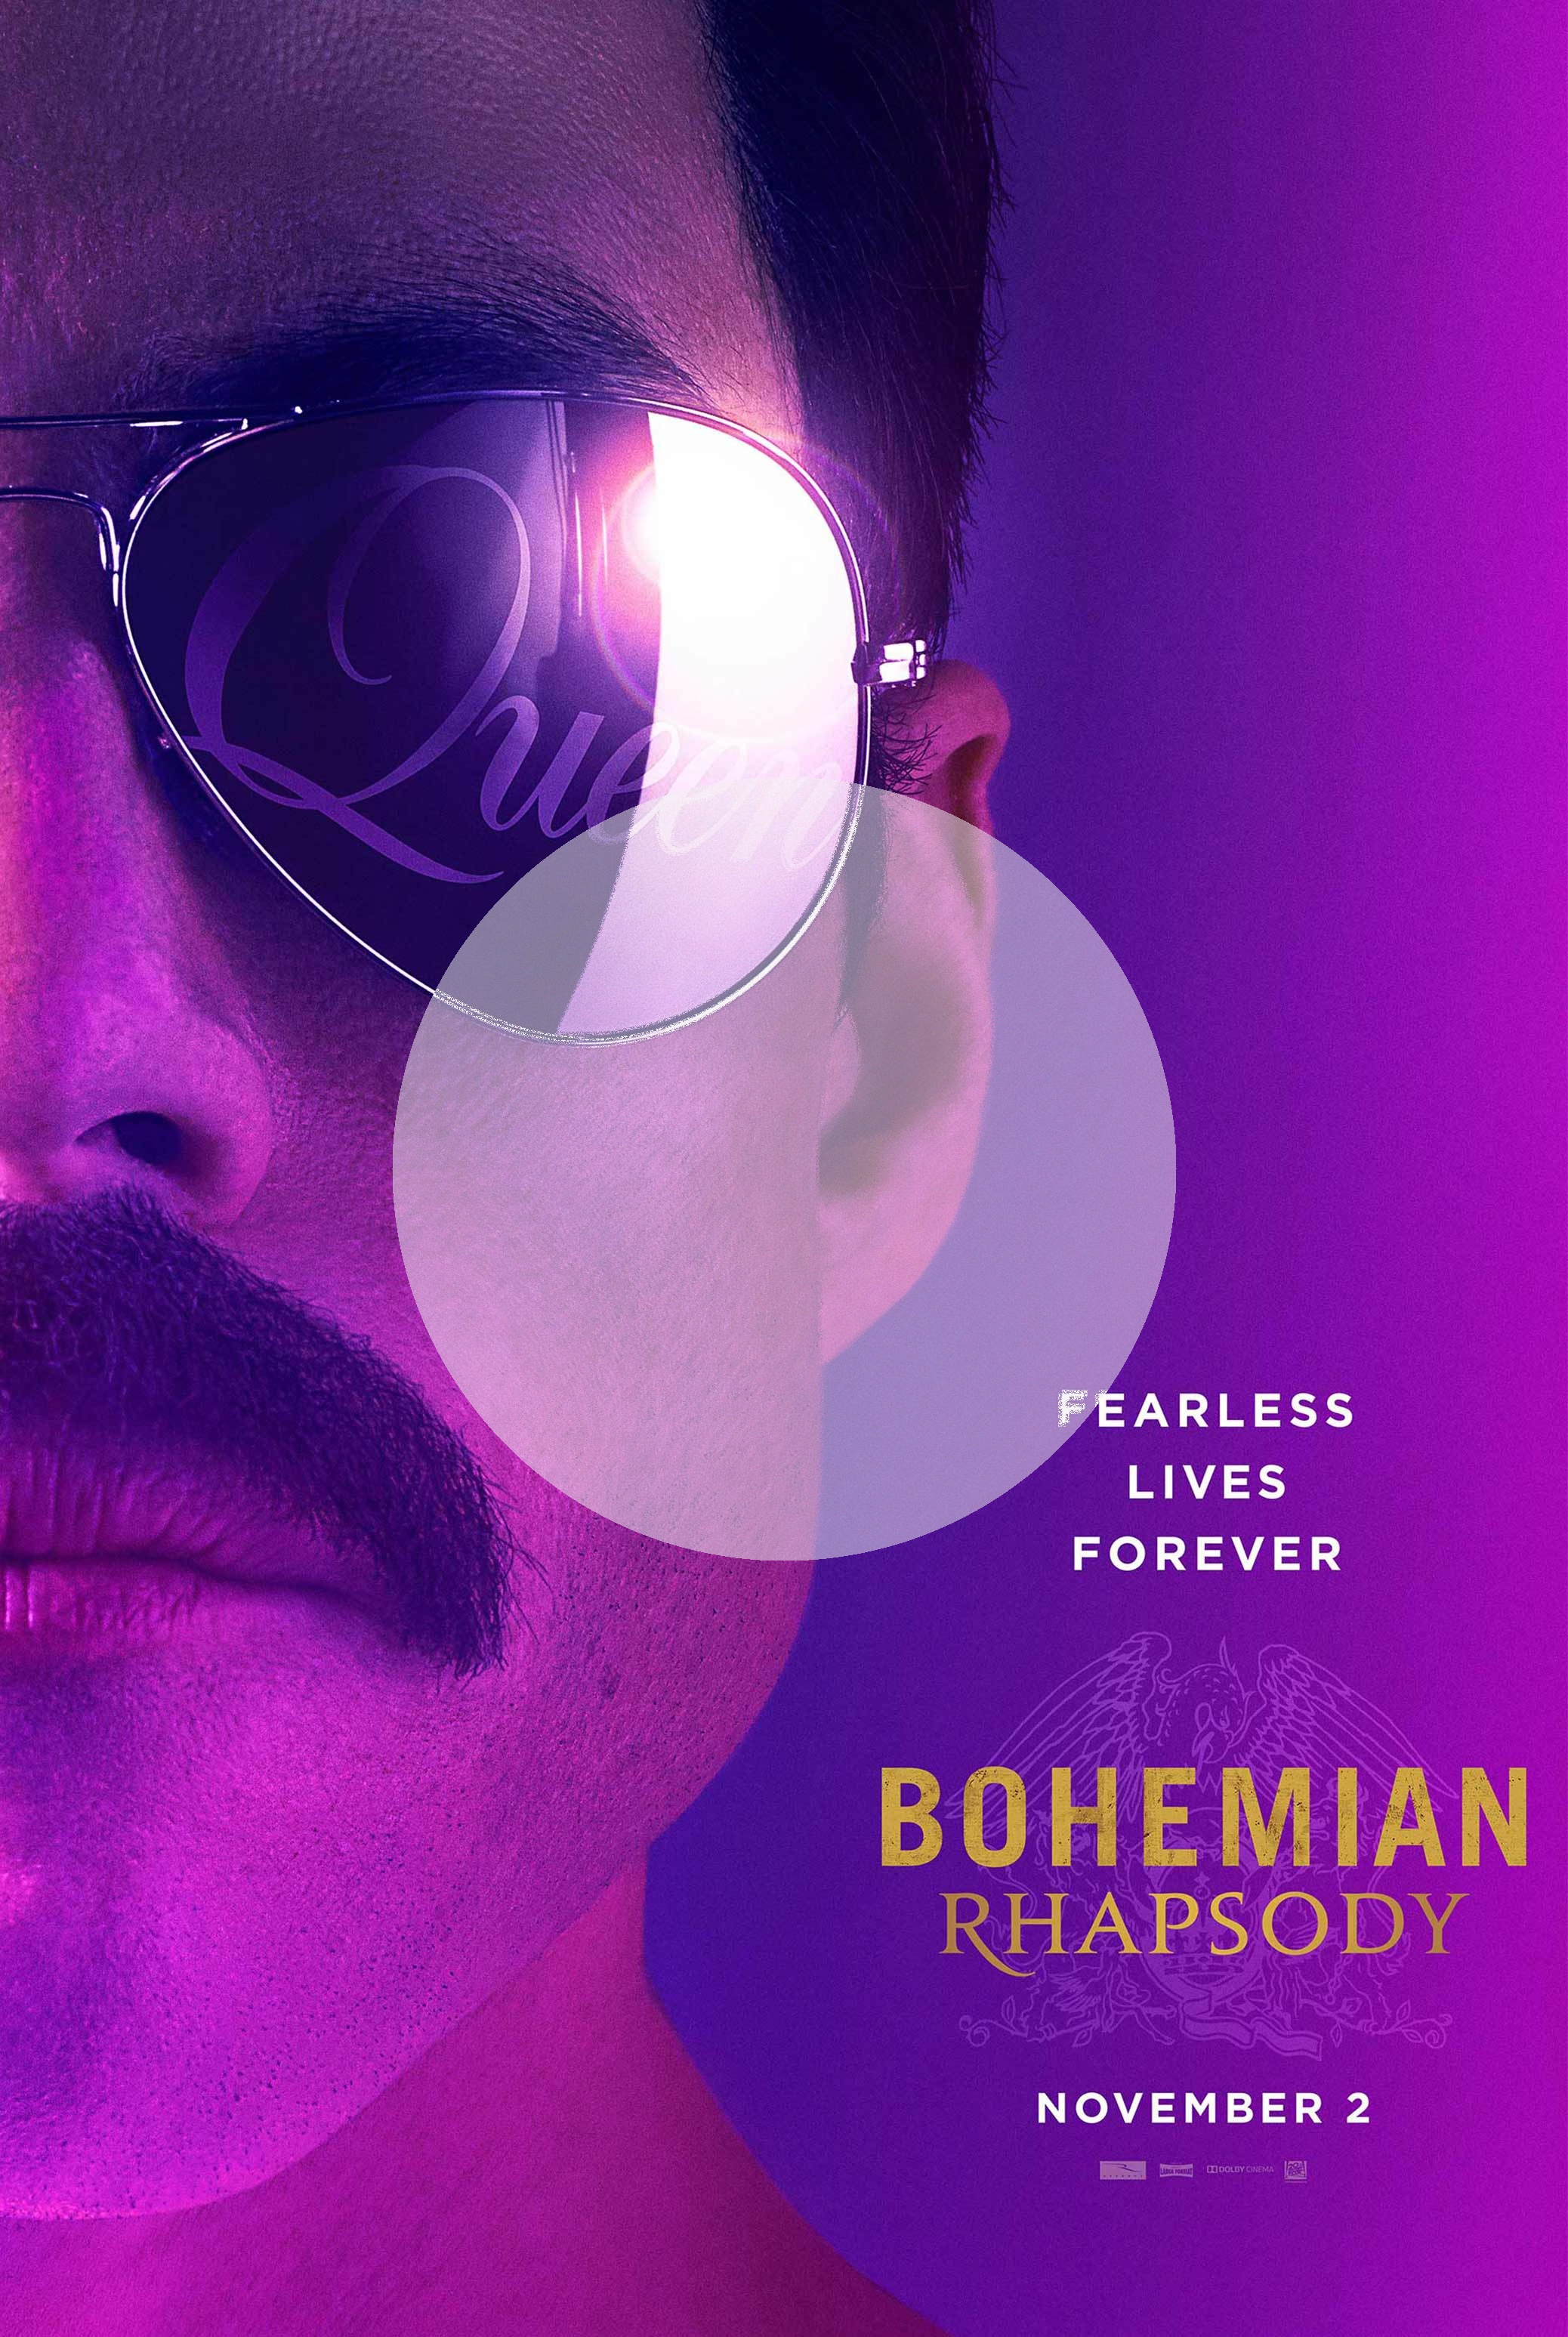 Queen
FEARLESS
LIVES
FOREVER
BOHEMIAN
RHAPSODY
NOVEMBER 2
DOLBY CINEMA